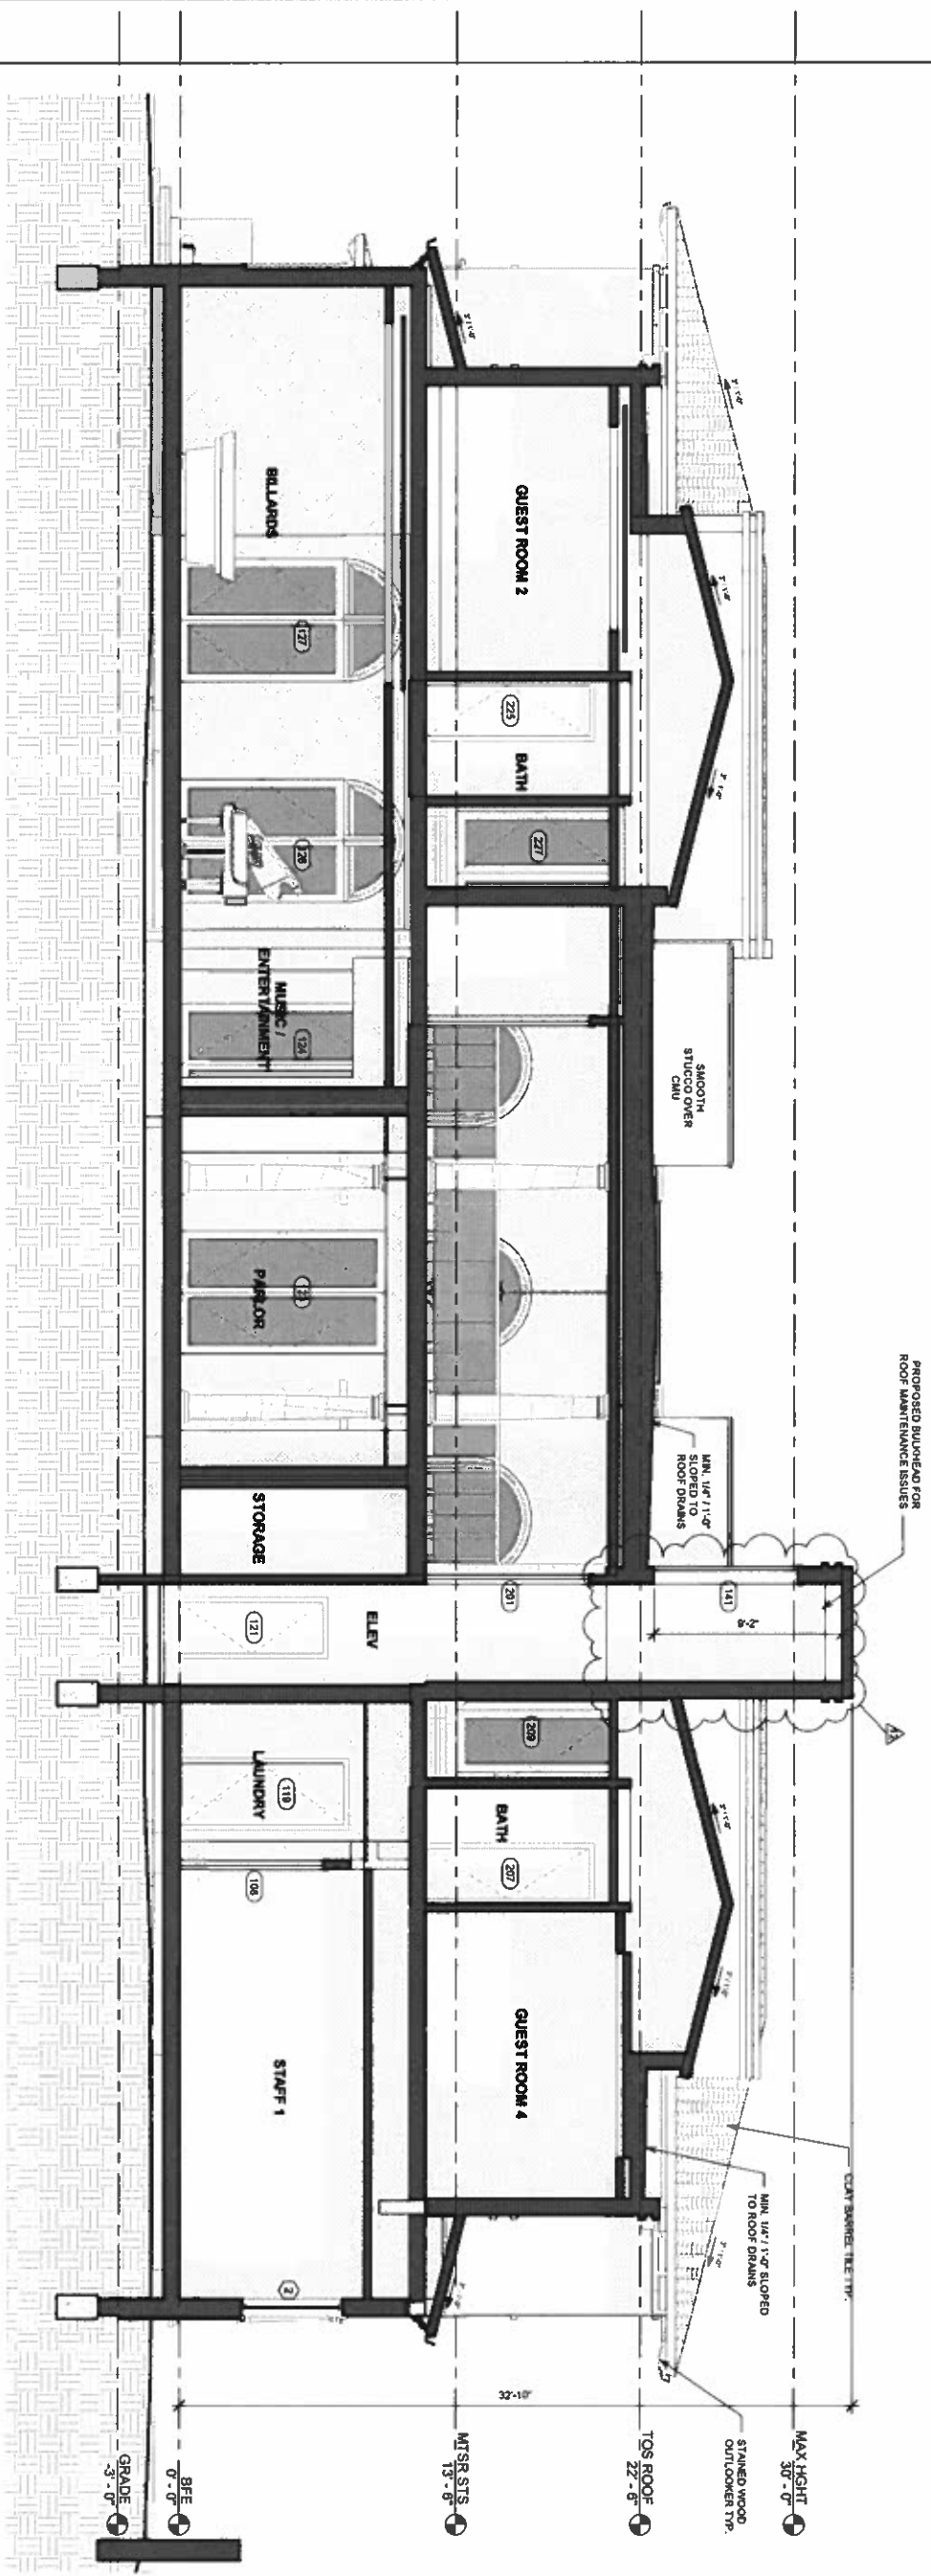 PROPOSED BULKHEAD FOR
ROOF MAINTENANCE ISSUES
SMOOTH
STUCCO OVER
CMU
MIN. 1/4" / 1'-0"
SLOPED TO
ROOF DRAINS
141
CLAY BARREL TILE TYP.
MIN. 1/4" / 1'-0" SLOPED
TO ROOF DRAINS
STAINED WOOD
OUTLOOKER TYP.
32'-10"
MAX HGHT
30' - 0"
TOS ROOF
22' - 6"
MTSR STS
13' - 6"
BFE
0' - 0"
GRADE
-3' - 0"
GUEST ROOM 2
225
BATH
227
201
209
BATH
207
GUEST ROOM 4
BILLARDS
127
126
MUSIC /
ENTERTAINMENT
124
PARLOR
STORAGE
121
ELEV
LAUNDRY
119
108
STAFF 1
2